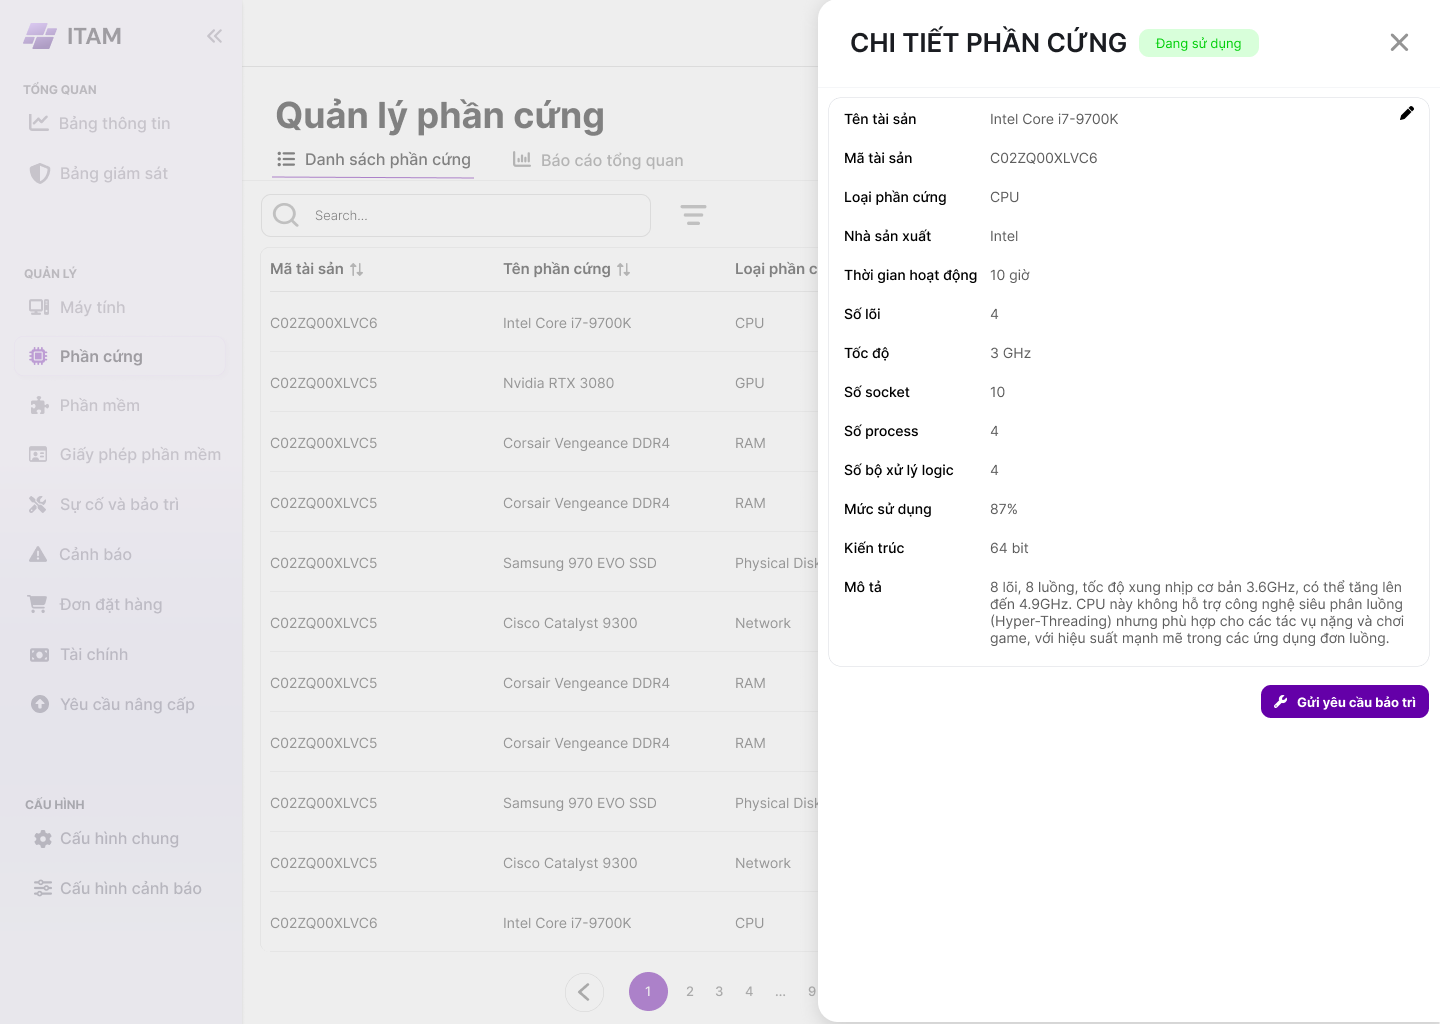 ITAM
TỔNG QUAN
Bảng thông tin
Bảng giám sát
QUẢN LÝ
Máy tính
Phần cứng
Phần mềm
Giấy phép phần mềm
Sự cố và bảo trì
Cảnh báo
Đơn đặt hàng
Tài chính
Yêu cầu nâng cấp
CẤU HÌNH
Cấu hình chung
Cấu hình cảnh báo
Quản lý phần cứng
Danh sách phần cứng Báo cáo tổng quan
Search...
Mã tài sản Tên phần cứng Loại phần c
C02ZQ00XLVC6 Intel Core i7-9700K CPU
C02ZQ00XLVC5 Nvidia RTX 3080 GPU
C02ZQ00XLVC5 Corsair Vengeance DDR4 RAM
C02ZQ00XLVC5 Corsair Vengeance DDR4 RAM
C02ZQ00XLVC5 Samsung 970 EVO SSD Physical Disk
C02ZQ00XLVC5 Cisco Catalyst 9300 Network
C02ZQ00XLVC5 Corsair Vengeance DDR4 RAM
C02ZQ00XLVC5 Corsair Vengeance DDR4 RAM
C02ZQ00XLVC5 Samsung 970 EVO SSD Physical Disk
C02ZQ00XLVC5 Cisco Catalyst 9300 Network
C02ZQ00XLVC6 Intel Core i7-9700K CPU
1 2 3 4 ... 9
CHI TIẾT PHẦN CỨNG Đang sử dụng
Tên tài sản Intel Core i7-9700K
Mã tài sản C02ZQ00XLVC6
Loại phần cứng CPU
Nhà sản xuất Intel
Thời gian hoạt động 10 giờ
Số lõi 4
Tốc độ 3 GHz
Số socket 10
Số process 4
Số bộ xử lý logic 4
Mức sử dụng 87%
Kiến trúc 64 bit
Mô tả 8 lõi, 8 luồng, tốc độ xung nhịp cơ bản 3.6GHz, có thể tăng lên
đến 4.9GHz. CPU này không hỗ trợ công nghệ siêu phân luồng
(Hyper-Threading) nhưng phù hợp cho các tác vụ nặng và chơi
game, với hiệu suất mạnh mẽ trong các ứng dụng đơn luồng.
Gửi yêu cầu bảo trì